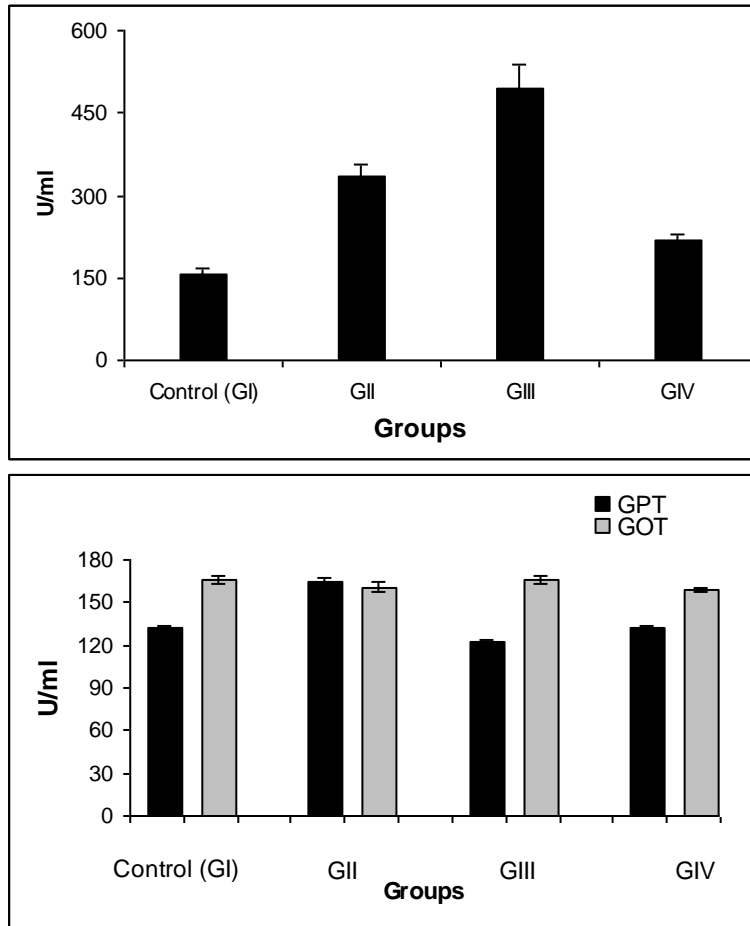 600
450
300
150
0
U/ml
Control (GI) GII GIII GIV
Groups
GPT
GOT
180
150
120
90
60
30
0
U/ml
Control (GI) GII GIII GIV
Groups